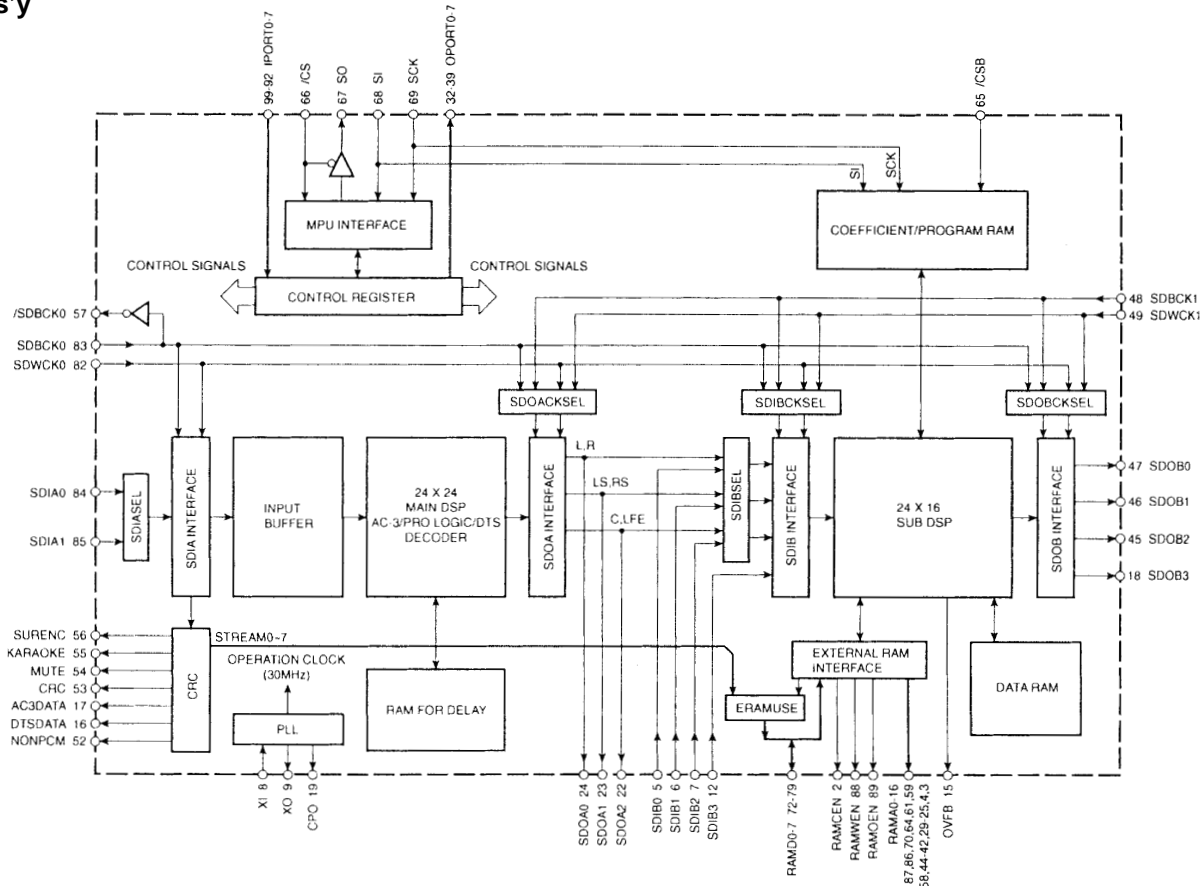 s'y
99-92 IPORT0-7
66 /CS
67 SO
68 SI
69 SCK
32-39 OPORT0-7
65 /CSB
SI
SCK
MPU INTERFACE
COEFFICIENT/PROGRAM RAM
CONTROL SIGNALS
CONTROL SIGNALS
CONTROL REGISTER
/SDBCK0 57
SDBCK0 83
SDWCK0 82
48 SDBCK1
49 SDWCK1
SDOACKSEL
SDIBCKSEL
SDOBCKSEL
SDIA0 84
SDIA1 85
SDIASEL
SDIA INTERFACE
INPUT
BUFFER
24 X 24
MAIN DSP
AC-3/PRO LOGIC/DTS
DECODER
SDOA INTERFACE
L,R
LS,RS
C,LFE
SDIBSEL
SDIB INTERFACE
24 X 16
SUB DSP
SDOB INTERFACE
47 SDOB0
46 SDOB1
45 SDOB2
18 SDOB3
SURENC 56
KARAOKE 55
MUTE 54
CRC 53
AC3DATA 17
DTSDATA 16
NONPCM 52
CRC
STREAM0~7
OPERATION CLOCK
(30MHz)
PLL
RAM FOR DELAY
ERAMUSE
EXTERNAL RAM
INTERFACE
DATA RAM
XI 8
XO 9
CPO 19
SDOA0 24
SDOA1 23
SDOA2 22
SDIB0 5
SDIB1 6
SDIB2 7
SDIB3 12
RAMD0-7 72-79
RAMCEN 2
RAMWEN 88
RAMOEN 89
RAMA0-16
87,86,70,64,61,59
58,44-42,29-25,4,3
OVFB 15